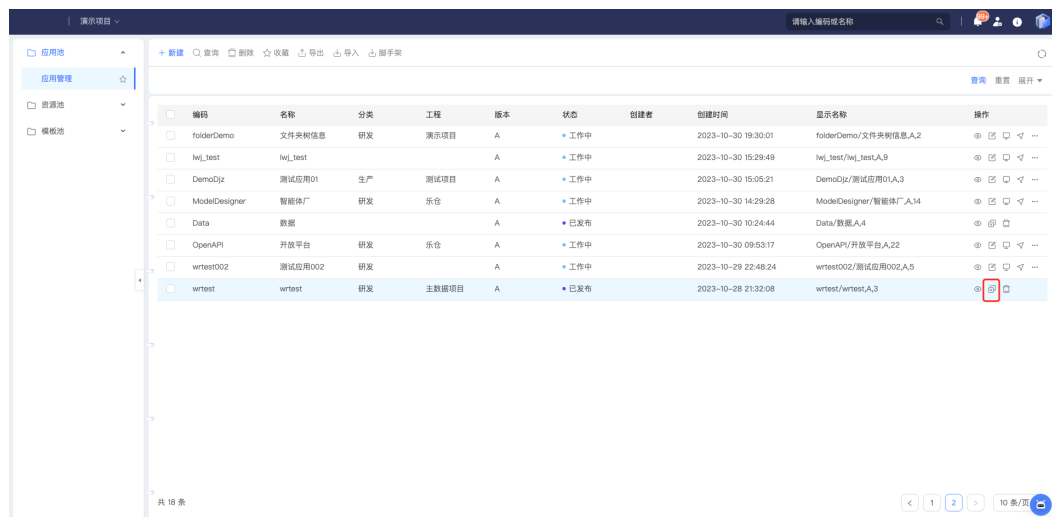 演示项目
请输入编码或名称
99+
应用池
应用管理
资源池
模板池
+ 新建 查询 删除 收藏 导出 导入 脚手架
查询 重置 展开
编码 名称 分类 工程 版本 状态 创建者 创建时间 显示名称 操作
folderDemo 文件夹树信息 研发 演示项目 A 工作中 2023-10-30 19:30:01 folderDemo/文件夹树信息,A,2
lwj_test lwj_test A 工作中 2023-10-30 15:29:49 lwj_test/lwj_test,A,9
DemoDjz 测试应用01 生产 测试项目 A 工作中 2023-10-30 15:05:21 DemoDjz/测试应用01,A,3
ModelDesigner 智能体厂 研发 乐仓 A 工作中 2023-10-30 14:29:28 ModelDesigner/智能体厂,A,14
Data 数据 A 已发布 2023-10-30 10:24:44 Data/数据,A,4
OpenAPI 开放平台 研发 乐仓 A 工作中 2023-10-30 09:53:17 OpenAPI/开放平台,A,22
wrtest002 测试应用002 研发 A 工作中 2023-10-29 22:48:24 wrtest002/测试应用002,A,5
wrtest wrtest 研发 主数据项目 A 已发布 2023-10-28 21:32:08 wrtest/wrtest,A,3
共 18 条
< 1 2 > 10 条/页